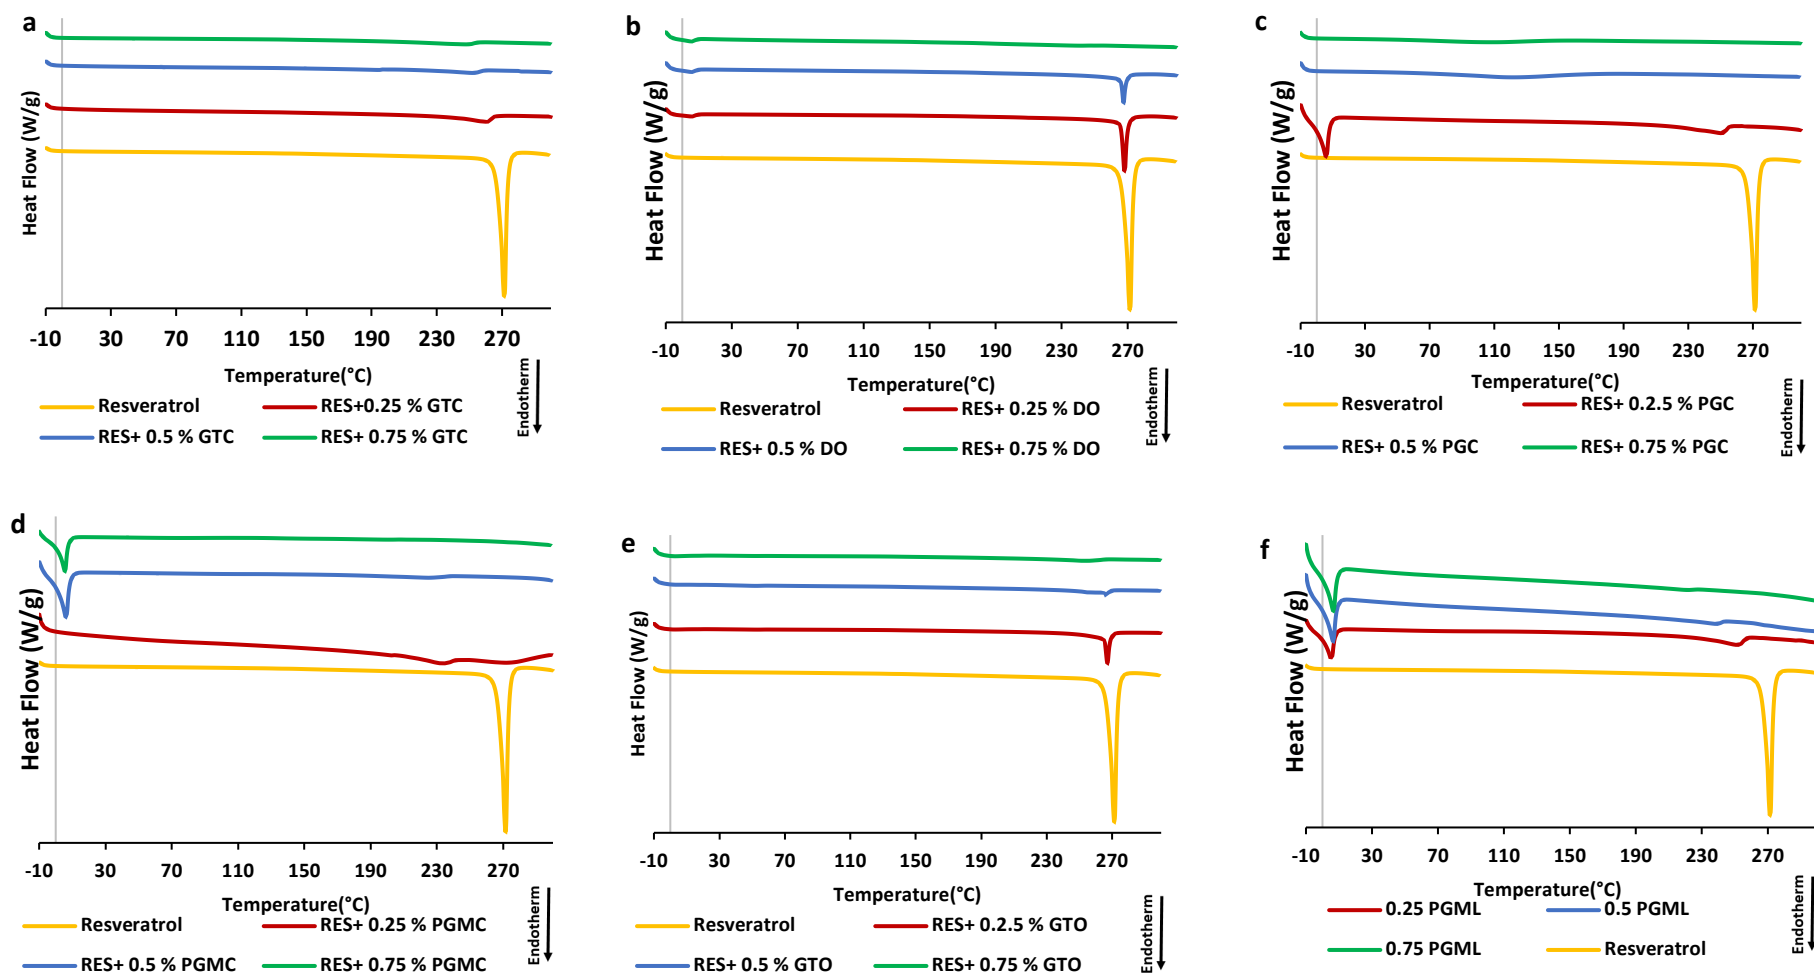 a
Heat Flow (W/g)
-10 30 70 110 150 190 230 270
Temperature(°C)
Endotherm
Resveratrol RES+0.25 % GTC
RES+ 0.5 % GTC RES+ 0.75 % GTC
b
Heat Flow (W/g)
-10 30 70 110 150 190 230 270
Temperature(°C)
Endotherm
Resveratrol RES+ 0.25 % DO
RES+ 0.5 % DO RES+ 0.75 % DO
c
Heat Flow (W/g)
-10 30 70 110 150 190 230 270
Temperature(°C)
Endotherm
Resveratrol RES+ 0.2.5 % PGC
RES+ 0.5 % PGC RES+ 0.75 % PGC
d
Heat Flow (W/g)
-10 30 70 110 150 190 230 270
Temperature(°C)
Endotherm
Resveratrol RES+ 0.25 % PGMC
RES+ 0.5 % PGMC RES+ 0.75 % PGMC
e
Heat Flow (W/g)
-10 30 70 110 150 190 230 270
Temperature(°C)
Endotherm
Resveratrol RES+ 0.2.5 % GTO
RES+ 0.5 % GTO RES+ 0.75 % GTO
f
Heat Flow (W/g)
-10 30 70 110 150 190 230 270
Temperature(°C)
Endotherm
0.25 PGML 0.5 PGML
0.75 PGML Resveratrol